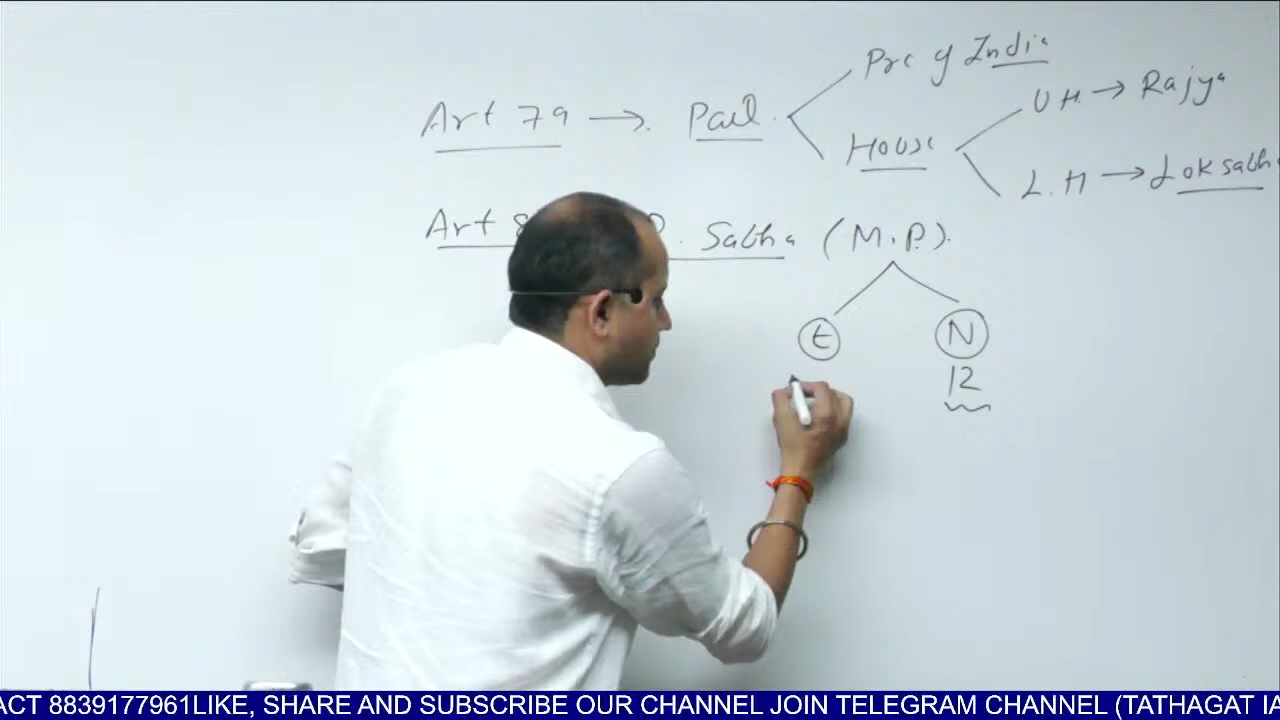 Art 79 → Parl.
Pre of India
House
U.H. → Rajya
L.H → Loksabha
Art 8
Sabha (M.P.).
E
N
12
ACT 8839177961LIKE, SHARE AND SUBSCRIBE OUR CHANNEL JOIN TELEGRAM CHANNEL (TATHAGAT IA